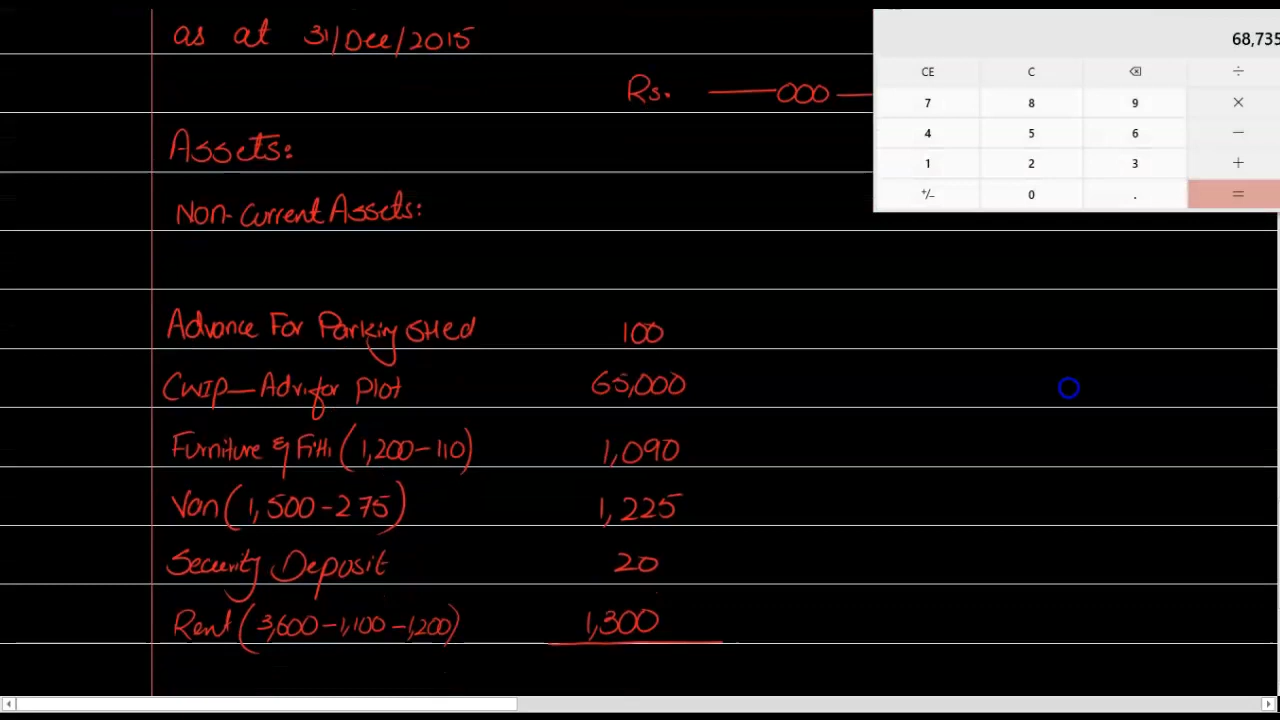 as at 31/Dec/2015
68,735
Rs. 000
Assets:
Non-Current Assets:
Advance For Parking SHed 100
CWIP-Adv.for plot 65,000
Furniture & (1,200-110) 1,090
Van (1,500-275) 1,225
Security Deposit 20
Rent (3,600-1,100-1,200) 1,300
CE C ⌫ ÷
7 8 9 ×
4 5 6 −
1 2 3 +
+/− 0 . =